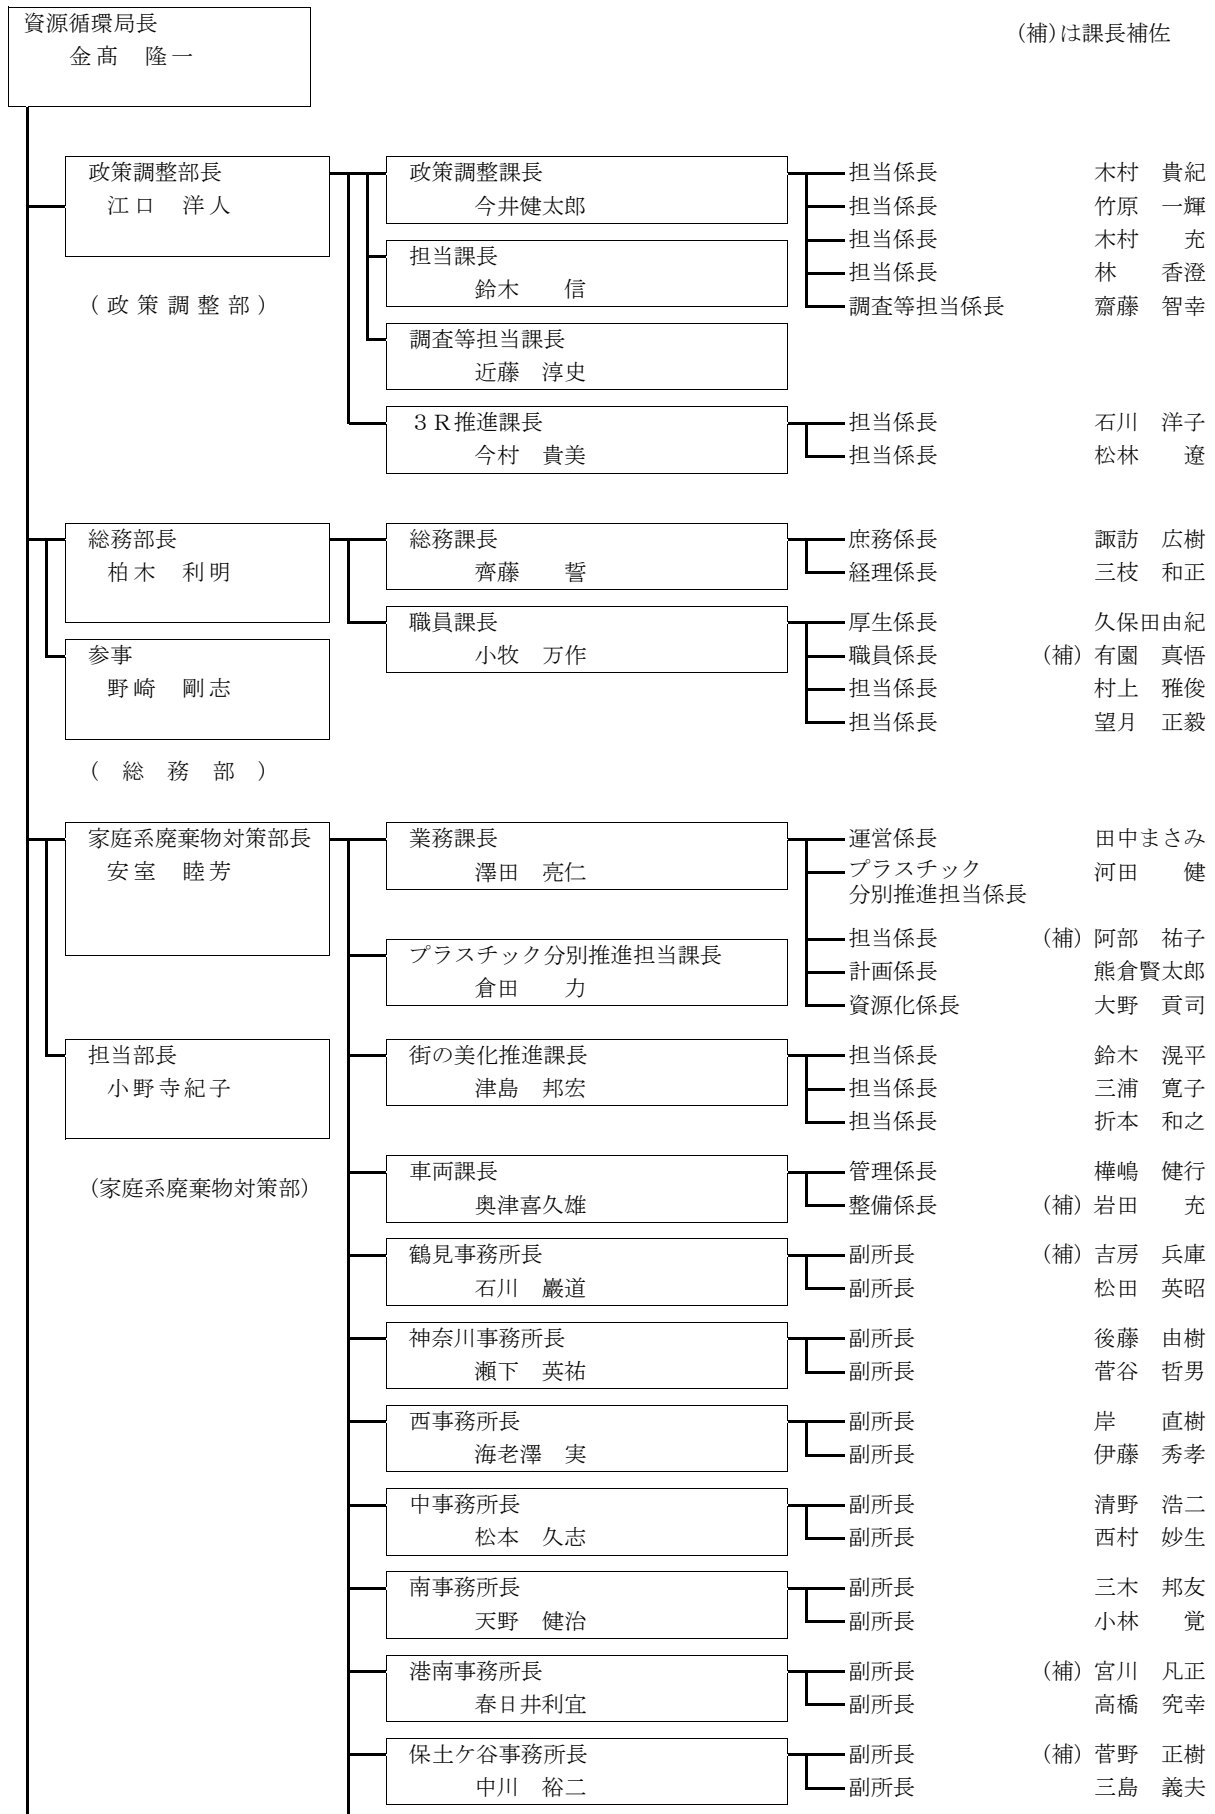 資源循環局長
金髙　隆一
(補)は課長補佐
政策調整部長
江口　洋人
(政策調整部)
政策調整課長
今井健太郎
担当係長　木村　貴紀
担当係長　竹原　一輝
担当係長　木村　　充
担当係長　林　　香澄
調査等担当係長　齋藤　智幸
担当課長
鈴木　　信
調査等担当課長
近藤　淳史
３Ｒ推進課長
今村　貴美
担当係長　石川　洋子
担当係長　松林　　遼
総務部長
柏木　利明
参事
野崎　剛志
(　総　務　部　)
総務課長
齊藤　　誓
庶務係長　諏訪　広樹
経理係長　三枝　和正
職員課長
小牧　万作
厚生係長　久保田由紀
職員係長　(補)　有園　真悟
担当係長　村上　雅俊
担当係長　望月　正毅
家庭系廃棄物対策部長
安室　睦芳
担当部長
小野寺紀子
(家庭系廃棄物対策部)
業務課長
澤田　亮仁
運営係長　田中まさみ
プラスチック　河田　　健
分別推進担当係長
担当係長　(補)　阿部　祐子
計画係長　熊倉賢太郎
資源化係長　大野　貢司
プラスチック分別推進担当課長
倉田　　力
街の美化推進課長
津島　邦宏
担当係長　鈴木　滉平
担当係長　三浦　寛子
担当係長　折本　和之
車両課長
奥津喜久雄
管理係長　樺嶋　健行
整備係長　(補)　岩田　　充
鶴見事務所長
石川　巖道
副所長　(補)　吉房　兵庫
副所長　松田　英昭
神奈川事務所長
瀬下　英祐
副所長　後藤　由樹
副所長　菅谷　哲男
西事務所長
海老澤　実
副所長　岸　　直樹
副所長　伊藤　秀孝
中事務所長
松本　久志
副所長　清野　浩二
副所長　西村　妙生
南事務所長
天野　健治
副所長　三木　邦友
副所長　小林　　覚
港南事務所長
春日井利宜
副所長　(補)　宮川　凡正
副所長　高橋　究幸
保土ケ谷事務所長
中川　裕二
副所長　(補)　菅野　正樹
副所長　三島　義夫